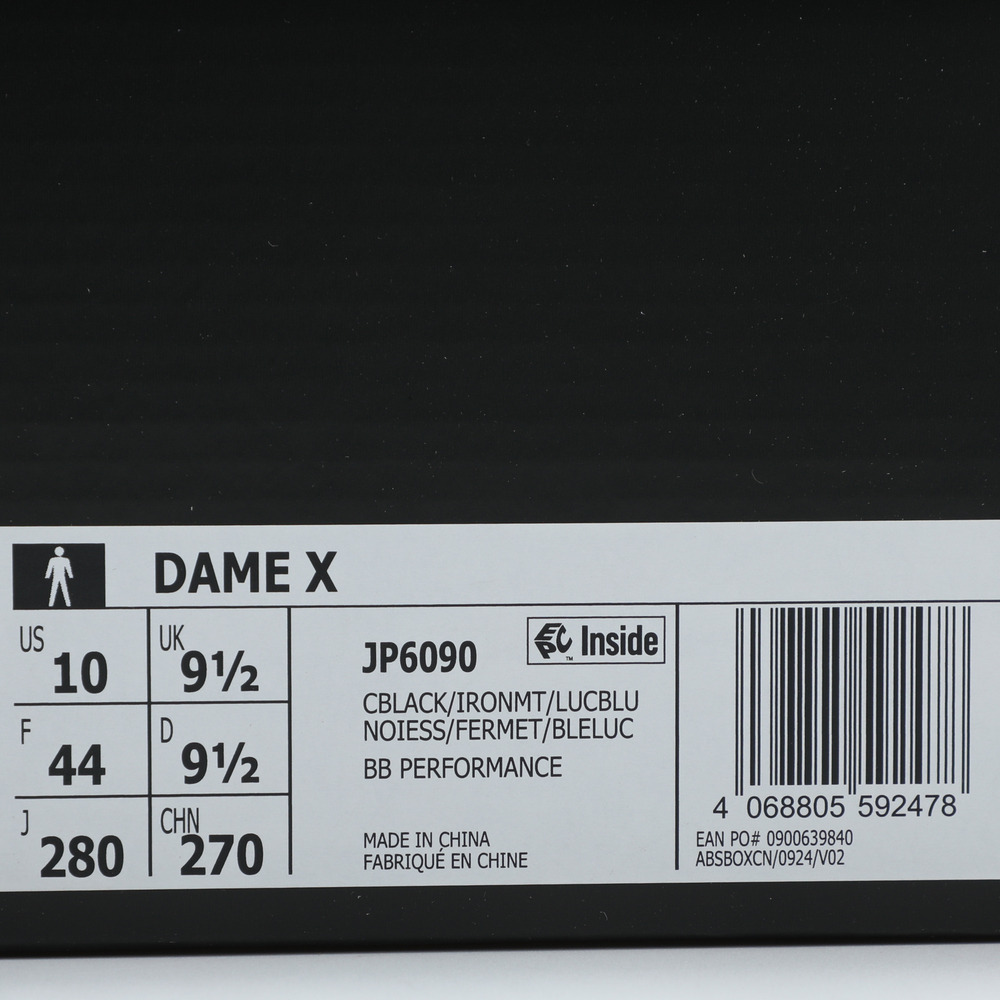 DAME X
US 10
UK 9½
F 44
D 9½
J 280
CHN 270
JP6090
EPC™ Inside
CBLACK/IRONMT/LUCBLU
NOIESS/FERMET/BLELUC
BB PERFORMANCE
MADE IN CHINA
FABRIQUÉ EN CHINE
4 068805 592478
EAN PO# 0900639840
ABSBOXCN/0924/V02